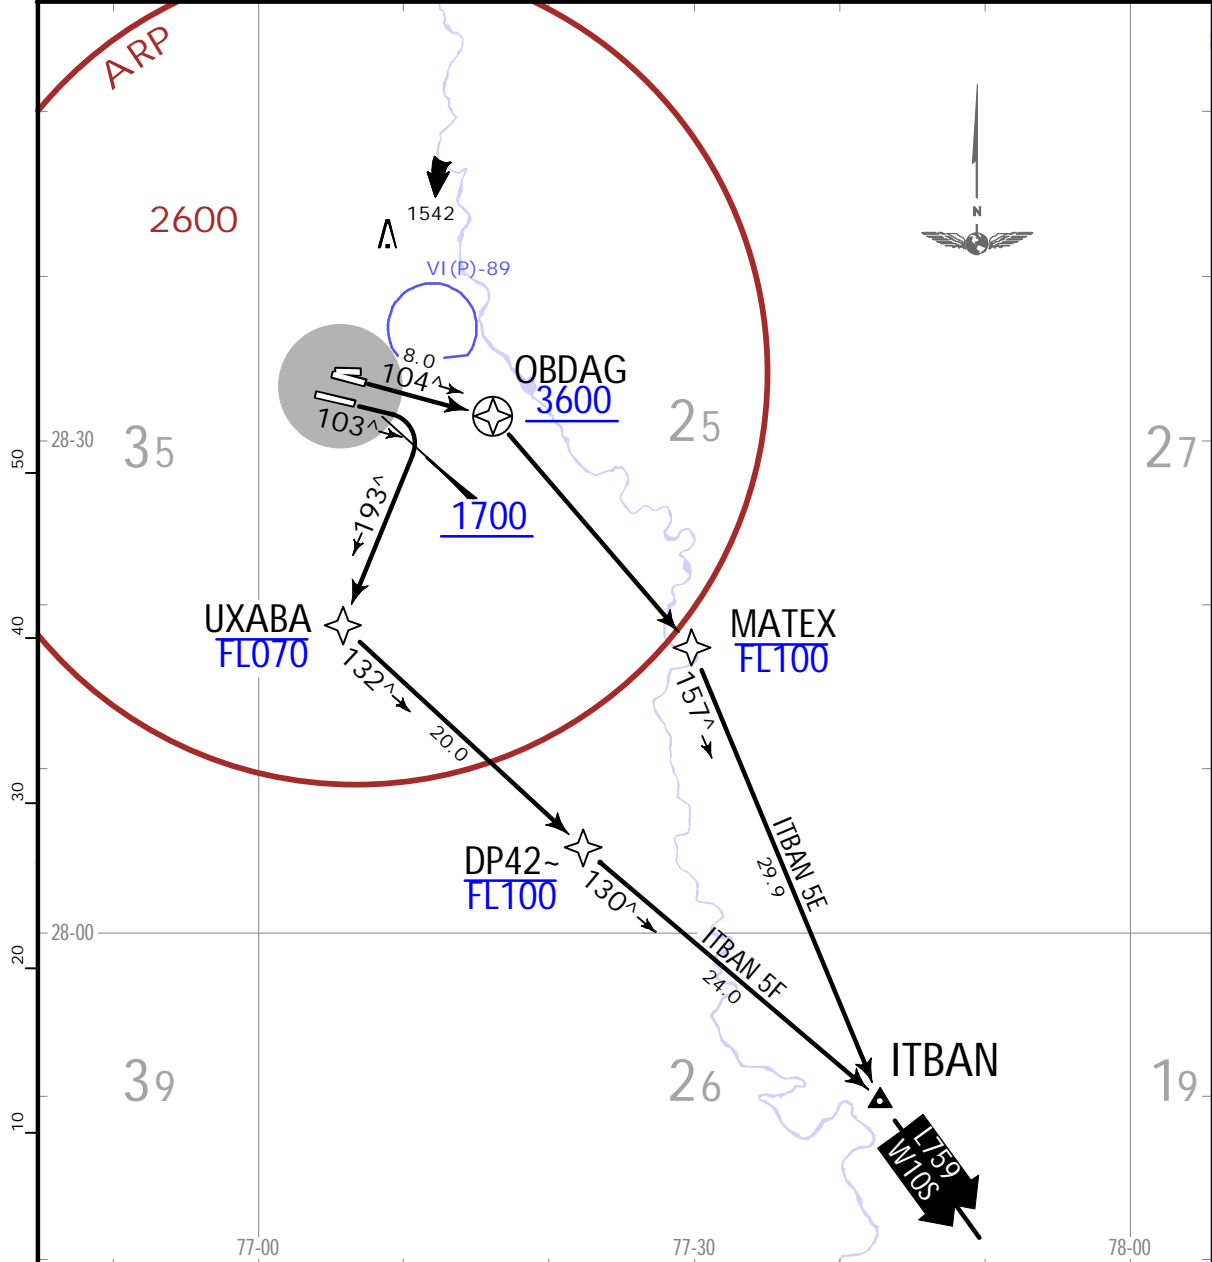 ARP
2600
1542
N
VI(P)-89
8.0
104^
OBDAG
3600
103^
28-30
35
25
27
50
1700
193^
UXABA
FL070
40
MATEX
FL100
132^
157^
20.0
30
ITBAN 5E
29.9
DP42~
FL100
130^
28-00
ITBAN 5F
24.0
20
ITBAN
39
26
19
10
L759
W10S
77-00
77-30
78-00